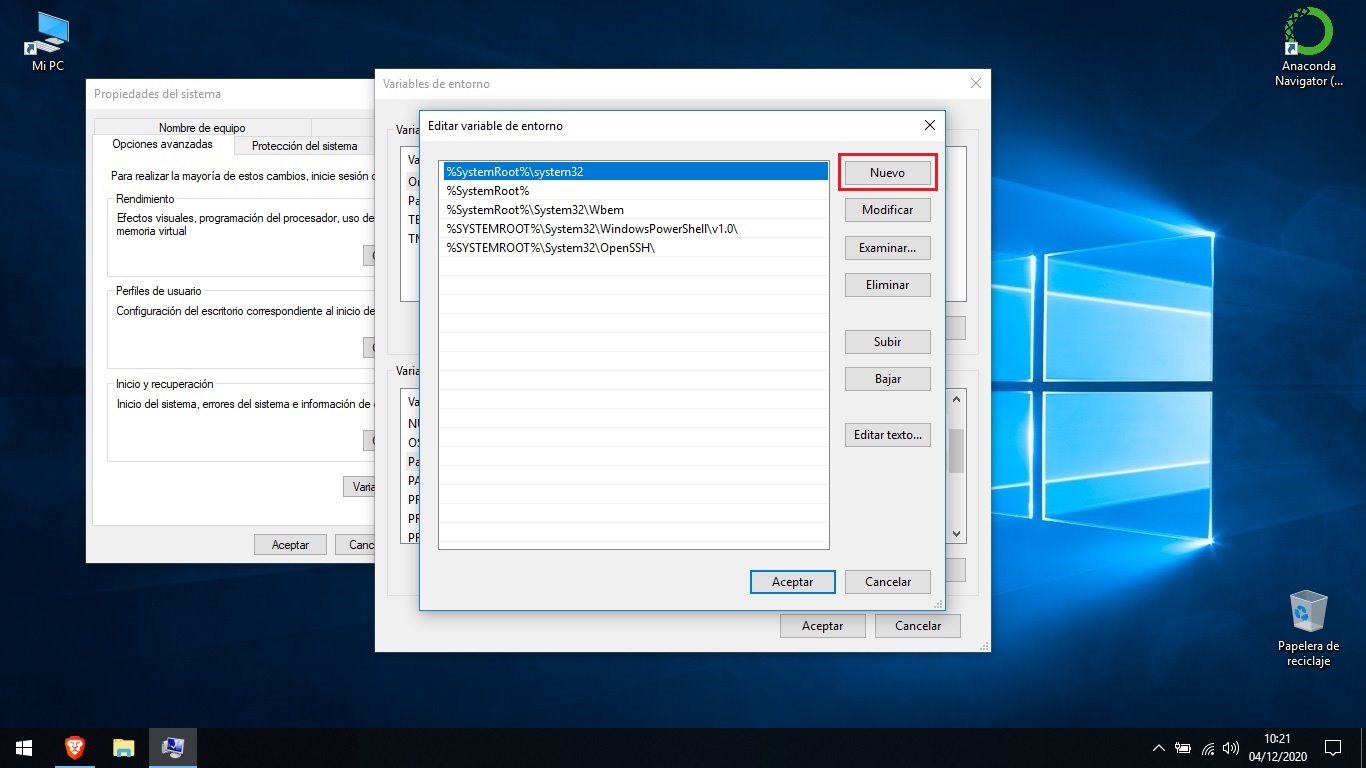 Mi PC
Anaconda
Navigator (...
Propiedades del sistema
Nombre de equipo
Opciones avanzadas
Protección del sistema
Para realizar la mayoría de estos cambios, inicie sesión
Rendimiento
Efectos visuales, programación del procesador, uso de
memoria virtual
Perfiles de usuario
Configuración del escritorio correspondiente al inicio de
Inicio y recuperación
Inicio del sistema, errores del sistema e información de
Varia
Aceptar
Canc
Variables de entorno
Varia
Va
Or
Pa
TE
Varia
Va
NU
OS
Pa
PA
PR
PR
PR
Aceptar
Cancelar
Editar variable de entorno
%SystemRoot%\system32
%SystemRoot%
%SystemRoot%\System32\Wbem
%SYSTEMROOT%\System32\WindowsPowerShell\v1.0\
%SYSTEMROOT%\System32\OpenSSH\
Nuevo
Modificar
Examinar...
Eliminar
Subir
Bajar
Editar texto...
Aceptar
Cancelar
Papelera de
reciclaje
10:21
04/12/2020